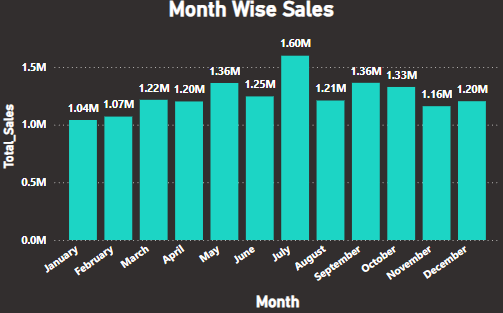 Month Wise Sales
1.60M
1.36M
1.36M
1.33M
1.22M
1.25M
1.20M
1.21M
1.20M
1.16M
1.04M
1.07M
1.5M
1.0M
0.5M
0.0M
Total_Sales
January
February
March
April
May
June
July
August
September
October
November
December
Month